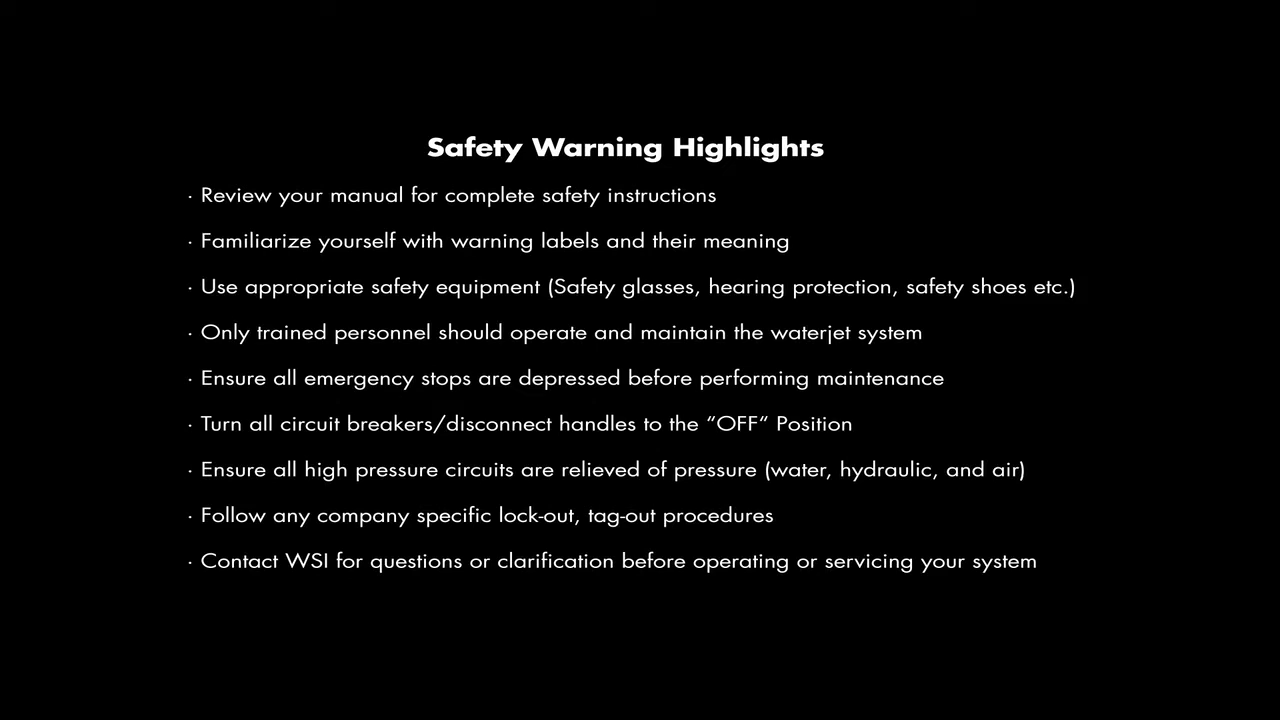 Safety Warning Highlights
· Review your manual for complete safety instructions
· Familiarize yourself with warning labels and their meaning
· Use appropriate safety equipment (Safety glasses, hearing protection, safety shoes etc.)
· Only trained personnel should operate and maintain the waterjet system
· Ensure all emergency stops are depressed before performing maintenance
· Turn all circuit breakers/disconnect handles to the “OFF“ Position
· Ensure all high pressure circuits are relieved of pressure (water, hydraulic, and air)
· Follow any company specific lock-out, tag-out procedures
· Contact WSI for questions or clarification before operating or servicing your system